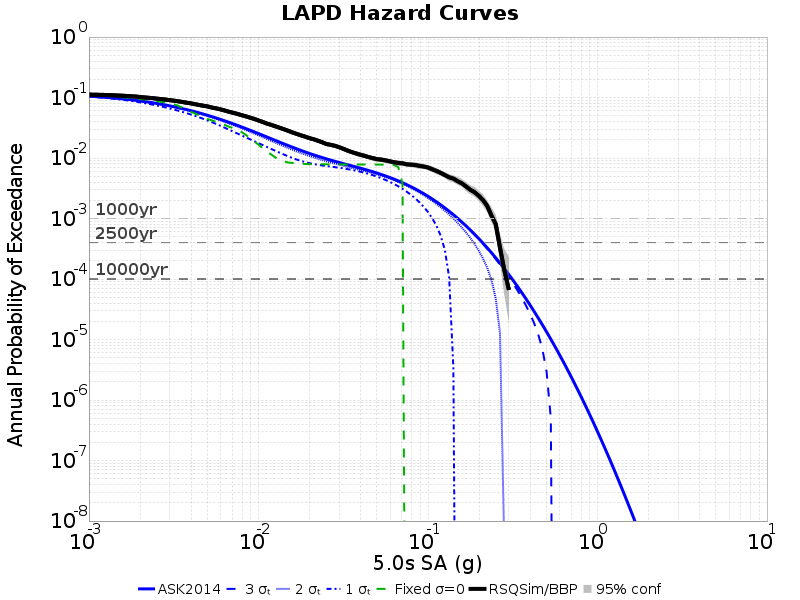 LAPD Hazard Curves
Annual Probability of Exceedance
10^0
10^-1
10^-2
10^-3
10^-4
10^-5
10^-6
10^-7
10^-8
1000yr
2500yr
10000yr
10^-3 10^-2 10^-1 10^0 10^1
5.0s SA (g)
ASK2014 3 σₜ 2 σₜ 1 σₜ Fixed σ=0 RSQSim/BBP 95% conf